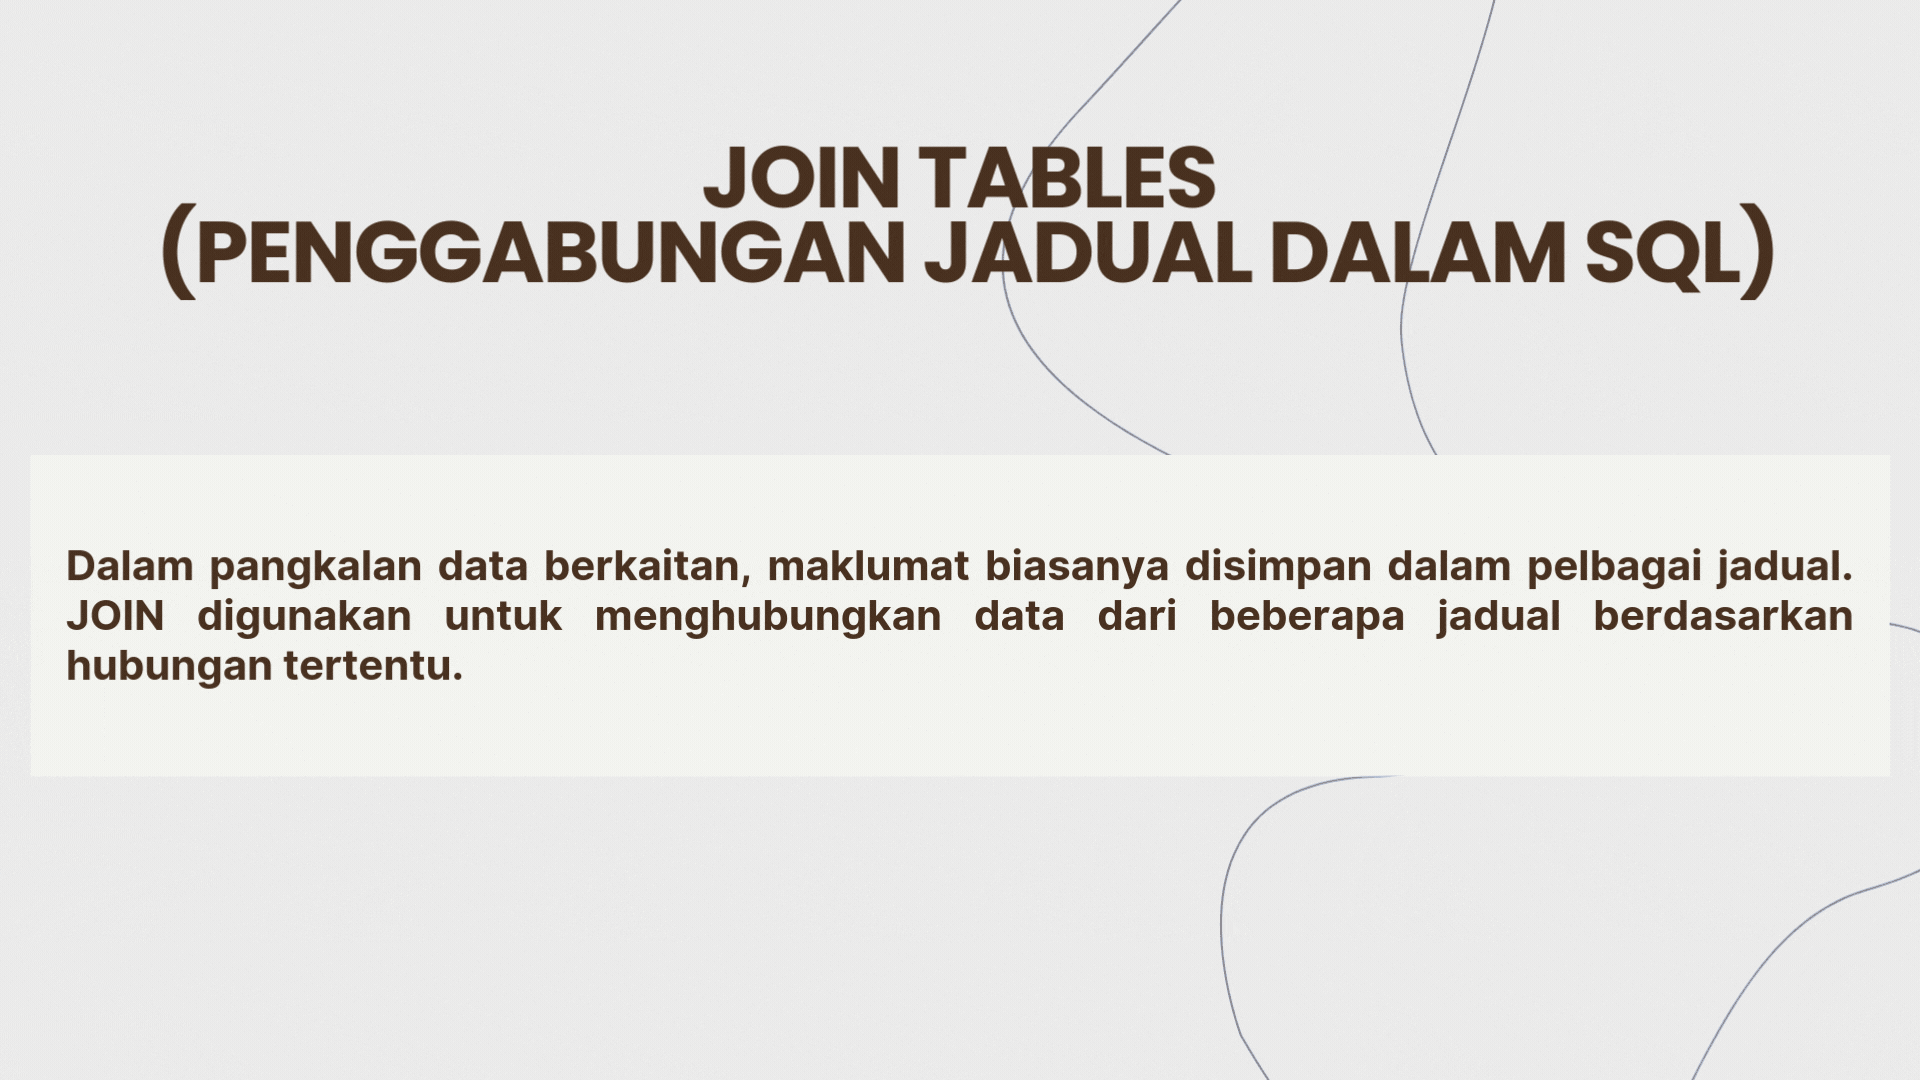 JOIN TABLES
(PENGGABUNGAN JADUAL DALAM SQL)
Dalam pangkalan data berkaitan, maklumat biasanya disimpan dalam pelbagai jadual.
JOIN digunakan untuk menghubungkan data dari beberapa jadual berdasarkan
hubungan tertentu.